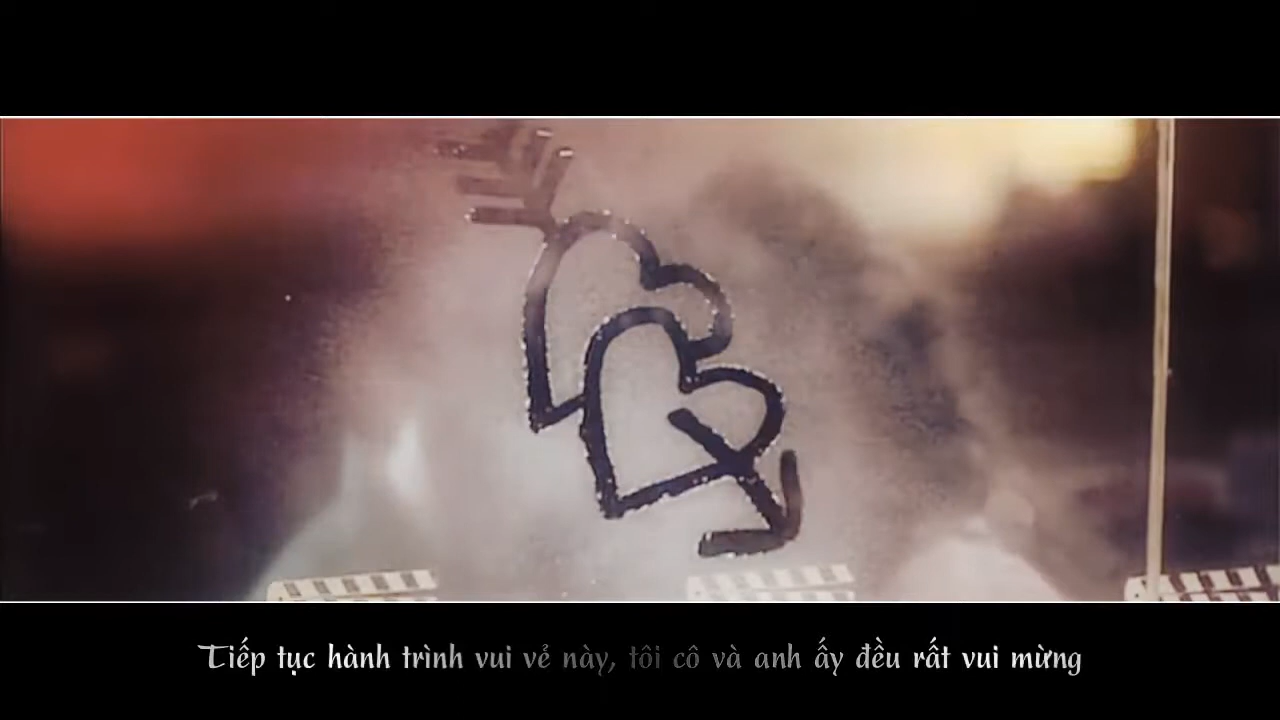 Tiếp tục hành trình vui vẻ này, tôi cô và anh ấy đều rất vui mừng